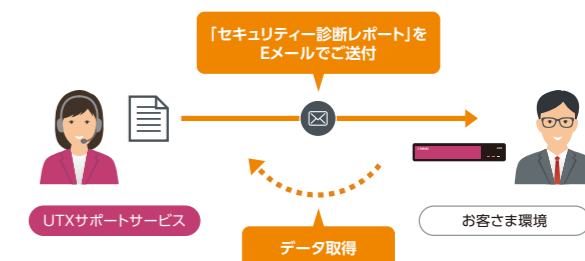 「セキュリティー診断レポート」を
Eメールでご送付
UTXサポートサービス
お客さま環境
データ取得